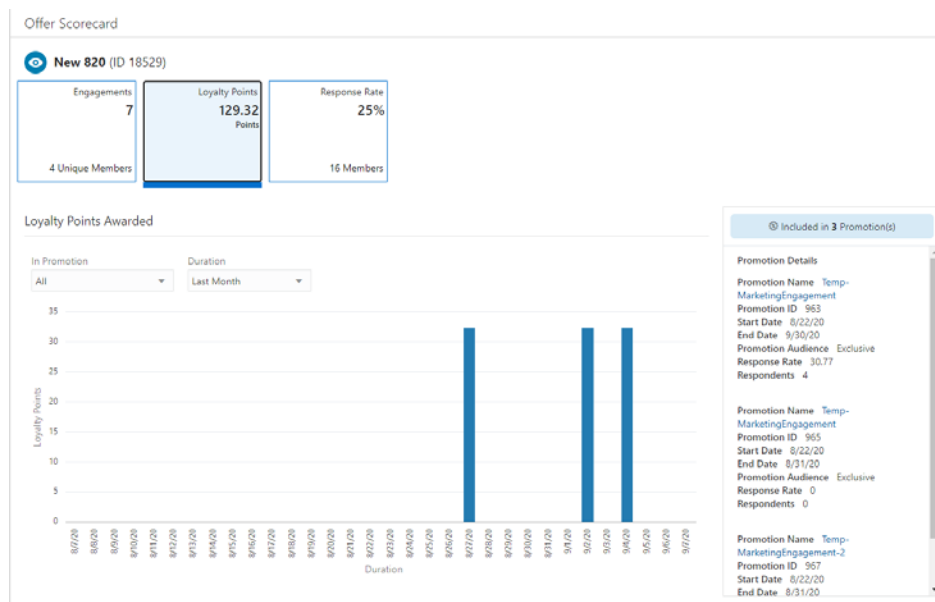 Offer Scorecard
New 820 (ID 18529)
Engagements
7
4 Unique Members
Loyalty Points
129.32
Points
Response Rate
25%
16 Members
Loyalty Points Awarded
In Promotion
All
Duration
Last Month
35
30
25
20
15
10
5
0
Loyalty Points
8/7/20
8/8/20
8/9/20
8/10/20
8/11/20
8/12/20
8/13/20
8/14/20
8/15/20
8/16/20
8/17/20
8/18/20
8/19/20
8/20/20
8/21/20
8/22/20
8/23/20
8/24/20
8/25/20
8/26/20
8/27/20
8/28/20
8/29/20
8/30/20
8/31/20
9/1/20
9/2/20
9/3/20
9/4/20
9/5/20
9/6/20
9/7/20
Duration
Included in 3 Promotion(s)
Promotion Details
Promotion Name Temp-
MarketingEngagement
Promotion ID 963
Start Date 8/22/20
End Date 9/30/20
Promotion Audience Exclusive
Response Rate 30.77
Respondents 4
Promotion Name Temp-
MarketingEngagement
Promotion ID 965
Start Date 8/22/20
End Date 8/31/20
Promotion Audience Exclusive
Response Rate 0
Respondents 0
Promotion Name Temp-
MarketingEngagement-2
Promotion ID 967
Start Date 8/22/20
End Date 8/31/20